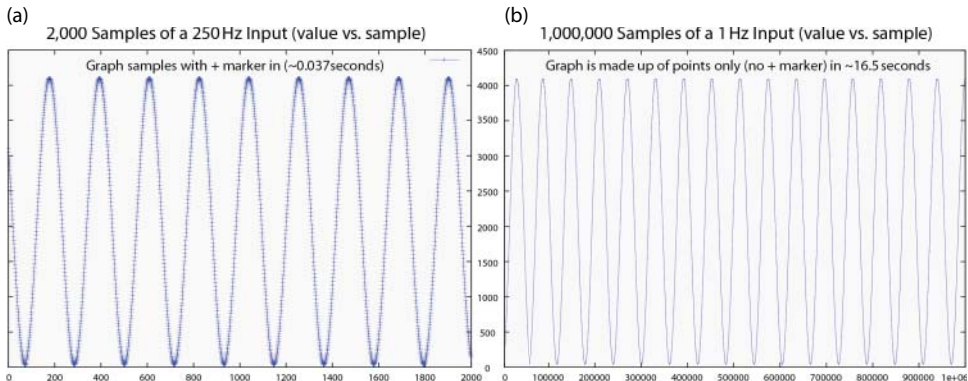 (a)
2,000 Samples of a 250 Hz Input (value vs. sample)
Graph samples with + marker in (~0.037seconds)
0 200 400 600 800 1000 1200 1400 1600 1800 2000
(b)
1,000,000 Samples of a 1 Hz Input (value vs. sample)
Graph is made up of points only (no + marker) in ~16.5 seconds
4500
4000
3500
3000
2500
2000
1500
1000
500
0
0 100000 200000 300000 400000 500000 600000 700000 800000 900000 1e+06